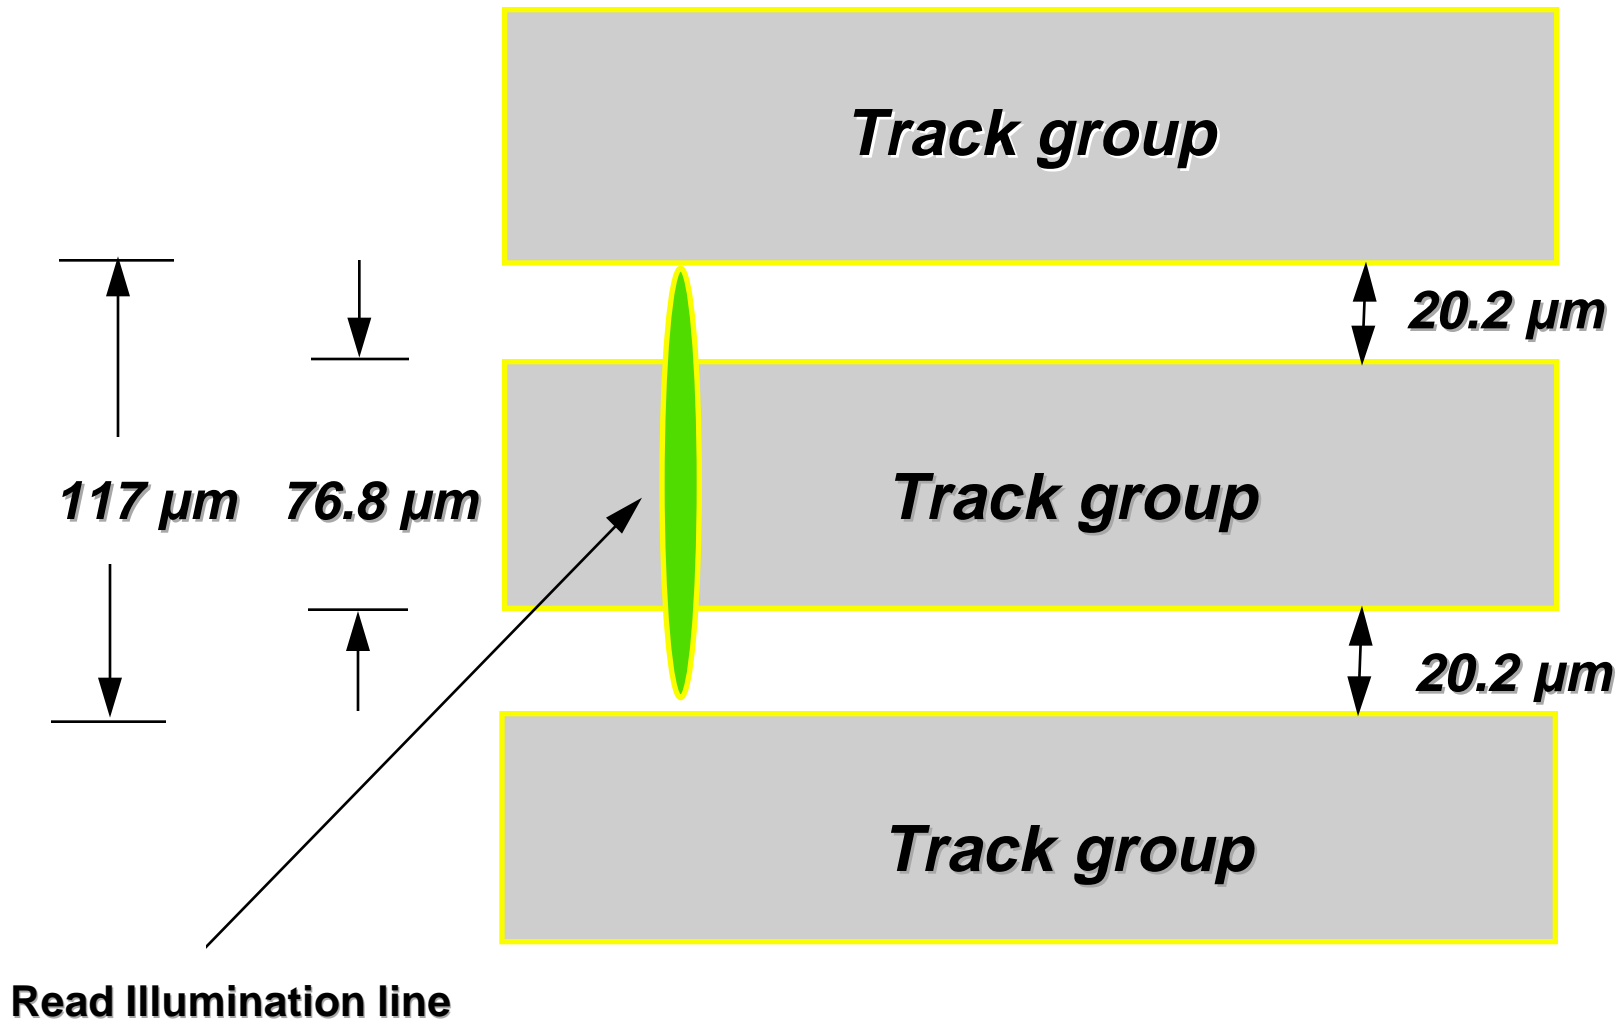 Track group
20.2 µm
117 µm
76.8 µm
Track group
20.2 µm
Track group
Read Illumination line